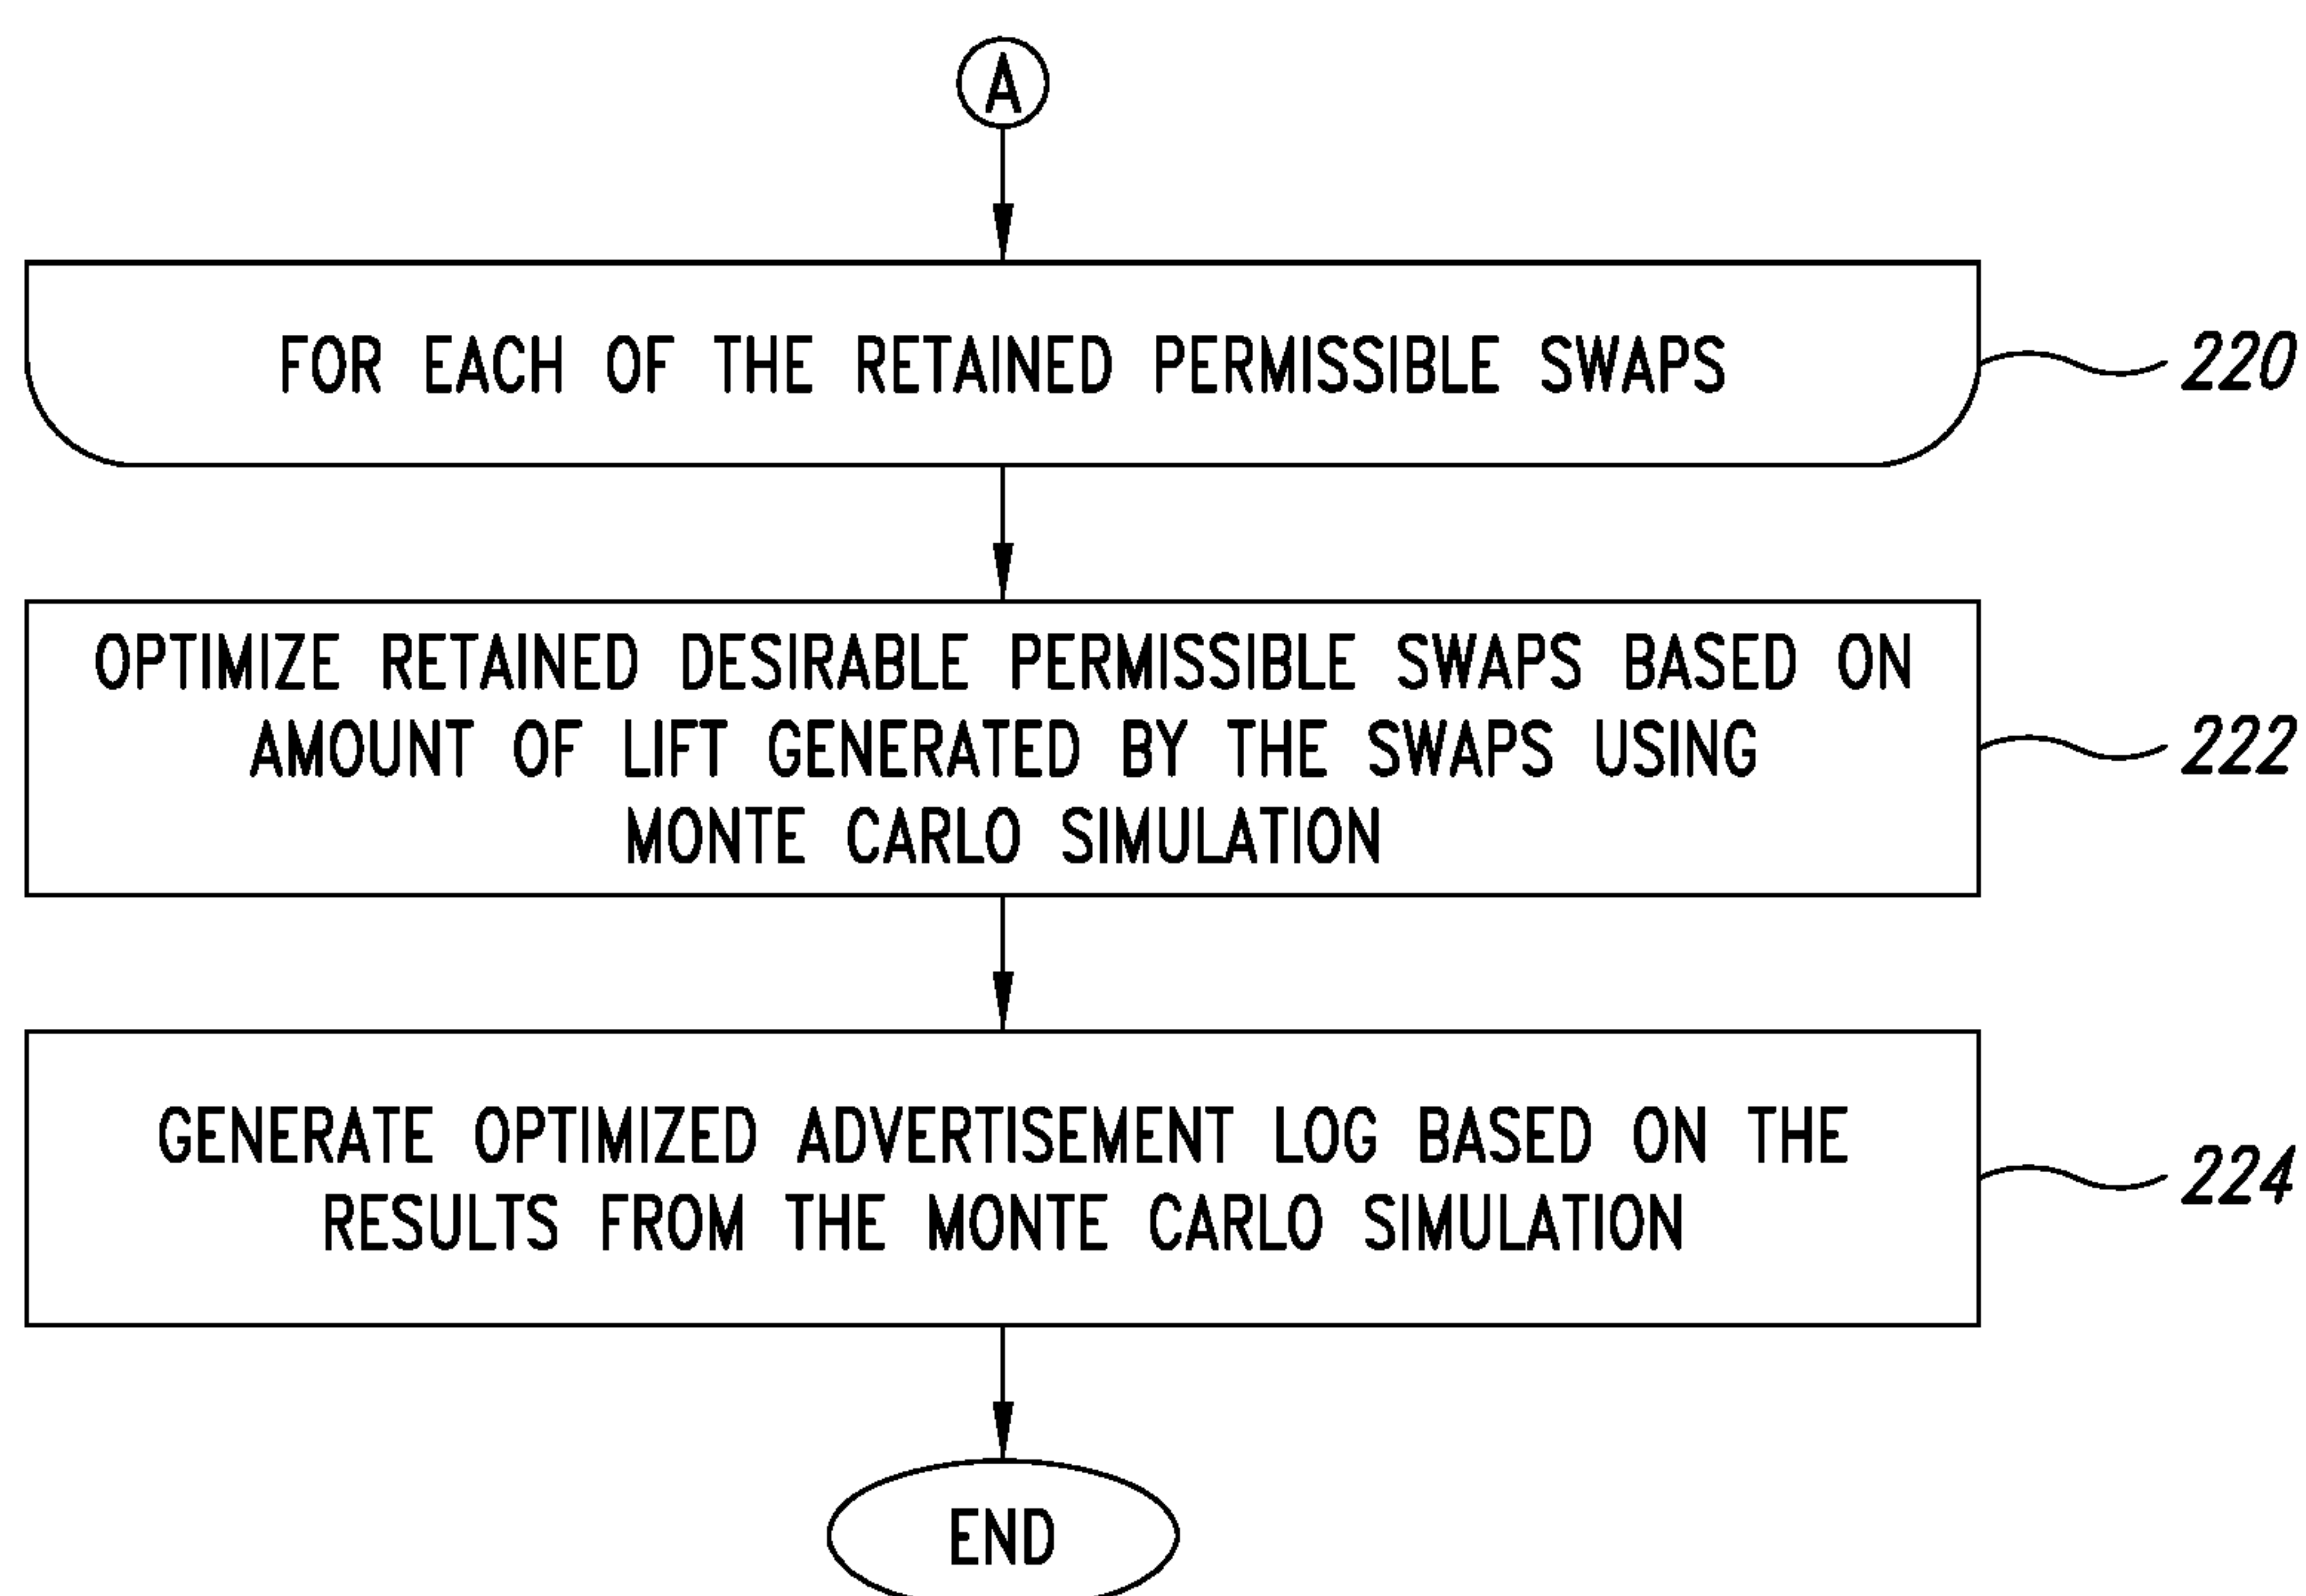 A
FOR EACH OF THE RETAINED PERMISSIBLE SWAPS
220
OPTIMIZE RETAINED DESIRABLE PERMISSIBLE SWAPS BASED ON
AMOUNT OF LIFT GENERATED BY THE SWAPS USING
MONTE CARLO SIMULATION
222
GENERATE OPTIMIZED ADVERTISEMENT LOG BASED ON THE
RESULTS FROM THE MONTE CARLO SIMULATION
224
END